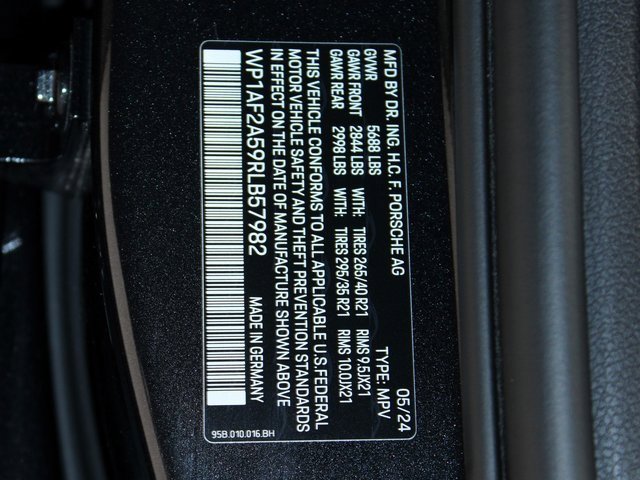 MFD BY DR. ING. H.C. F. PORSCHE AG 05/24
GVWR 5688 LBS TYPE: MPV
GAWR FRONT 2844 LBS WITH: TIRES 265/40 R21 RIMS 9.5JX21
GAWR REAR 2998 LBS WITH: TIRES 295/35 R21 RIMS 10.0JX21
THIS VEHICLE CONFORMS TO ALL APPLICABLE U.S.FEDERAL
MOTOR VEHICLE SAFETY AND THEFT PREVENTION STANDARDS
IN EFFECT ON THE DATE OF MANUFACTURE SHOWN ABOVE
WP1AF2A59RLB57982 MADE IN GERMANY
95B.010.016.BH